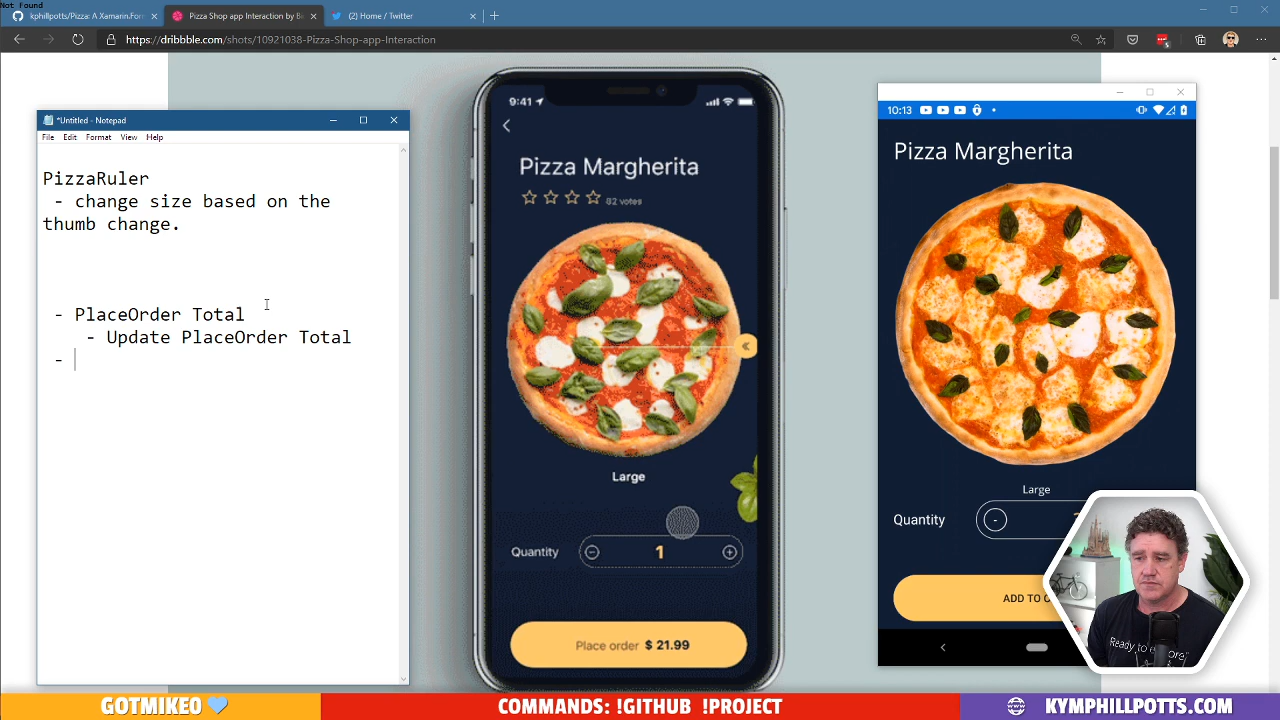 Not Found
kphillpotts/Pizza: A Xamarin.Form
Pizza Shop app Interaction by Be
(2) Home / Twitter
https://dribbble.com/shots/10921038-Pizza-Shop-app-Interaction
*Untitled - Notepad
File Edit Format View Help
PizzaRuler
- change size based on the
thumb change.
- PlaceOrder Total
- Update PlaceOrder Total
-
9:41
Pizza Margherita
82 votes
Large
Quantity
1
Place order $ 21.99
10:13
Pizza Margherita
Large
Quantity
-
ADD TO
GOTMIKEO
COMMANDS: !GITHUB !PROJECT
KYMPHILLPOTTS.COM